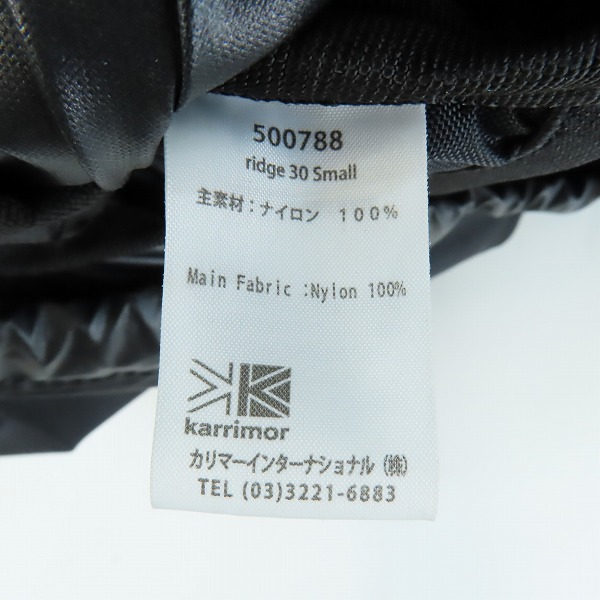 500788
ridge 30 Small
主素材：ナイロン 100%
Main Fabric :Nylon 100%
karrimor
カリマーインターナショナル（株）
TEL (03)3221-6883